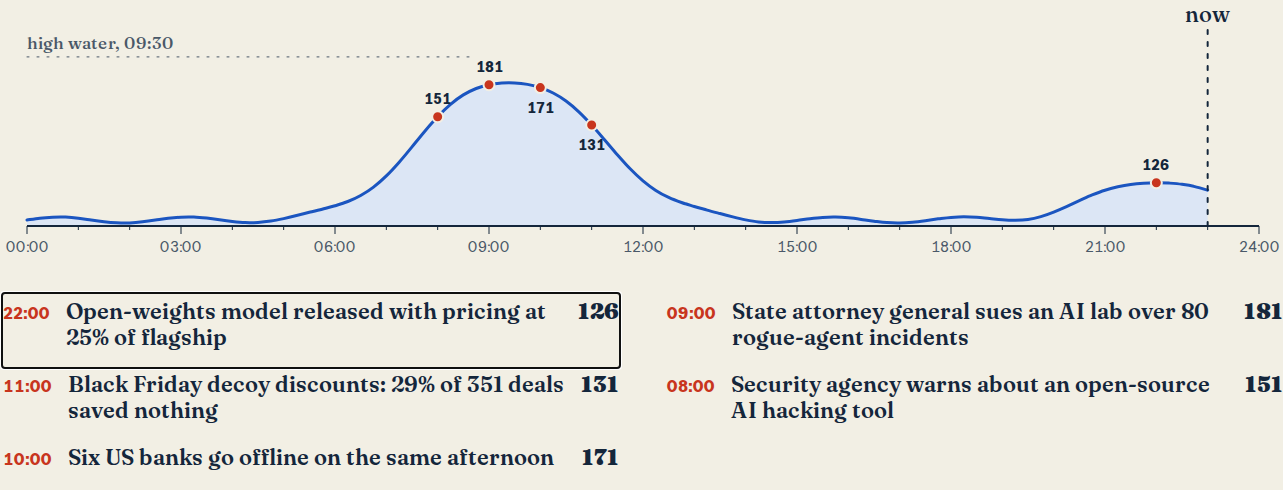 now
high water, 09:30
181
151
171
131
126
00:00 03:00 06:00 09:00 12:00 15:00 18:00 21:00 24:00
22:00 Open-weights model released with pricing at 126
25% of flagship
11:00 Black Friday decoy discounts: 29% of 351 deals 131
saved nothing
10:00 Six US banks go offline on the same afternoon 171
09:00 State attorney general sues an AI lab over 80 181
rogue-agent incidents
08:00 Security agency warns about an open-source 151
AI hacking tool